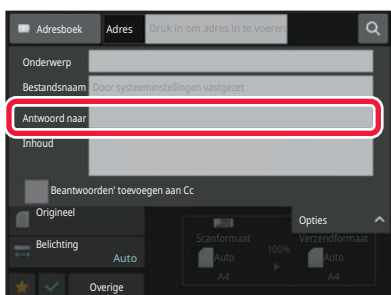 Adresboek Adres Druk in om adres in te voeren
Onderwerp
Bestandsnaam Door systeeminstellingen vastgezet
Antwoord naar
Inhoud
Beantwoorden' toevoegen aan Cc
Origineel
Opties
Belichting
Auto
Scanformaat
100%
Verzendformaat
Auto
Auto
A4
A4
Overige